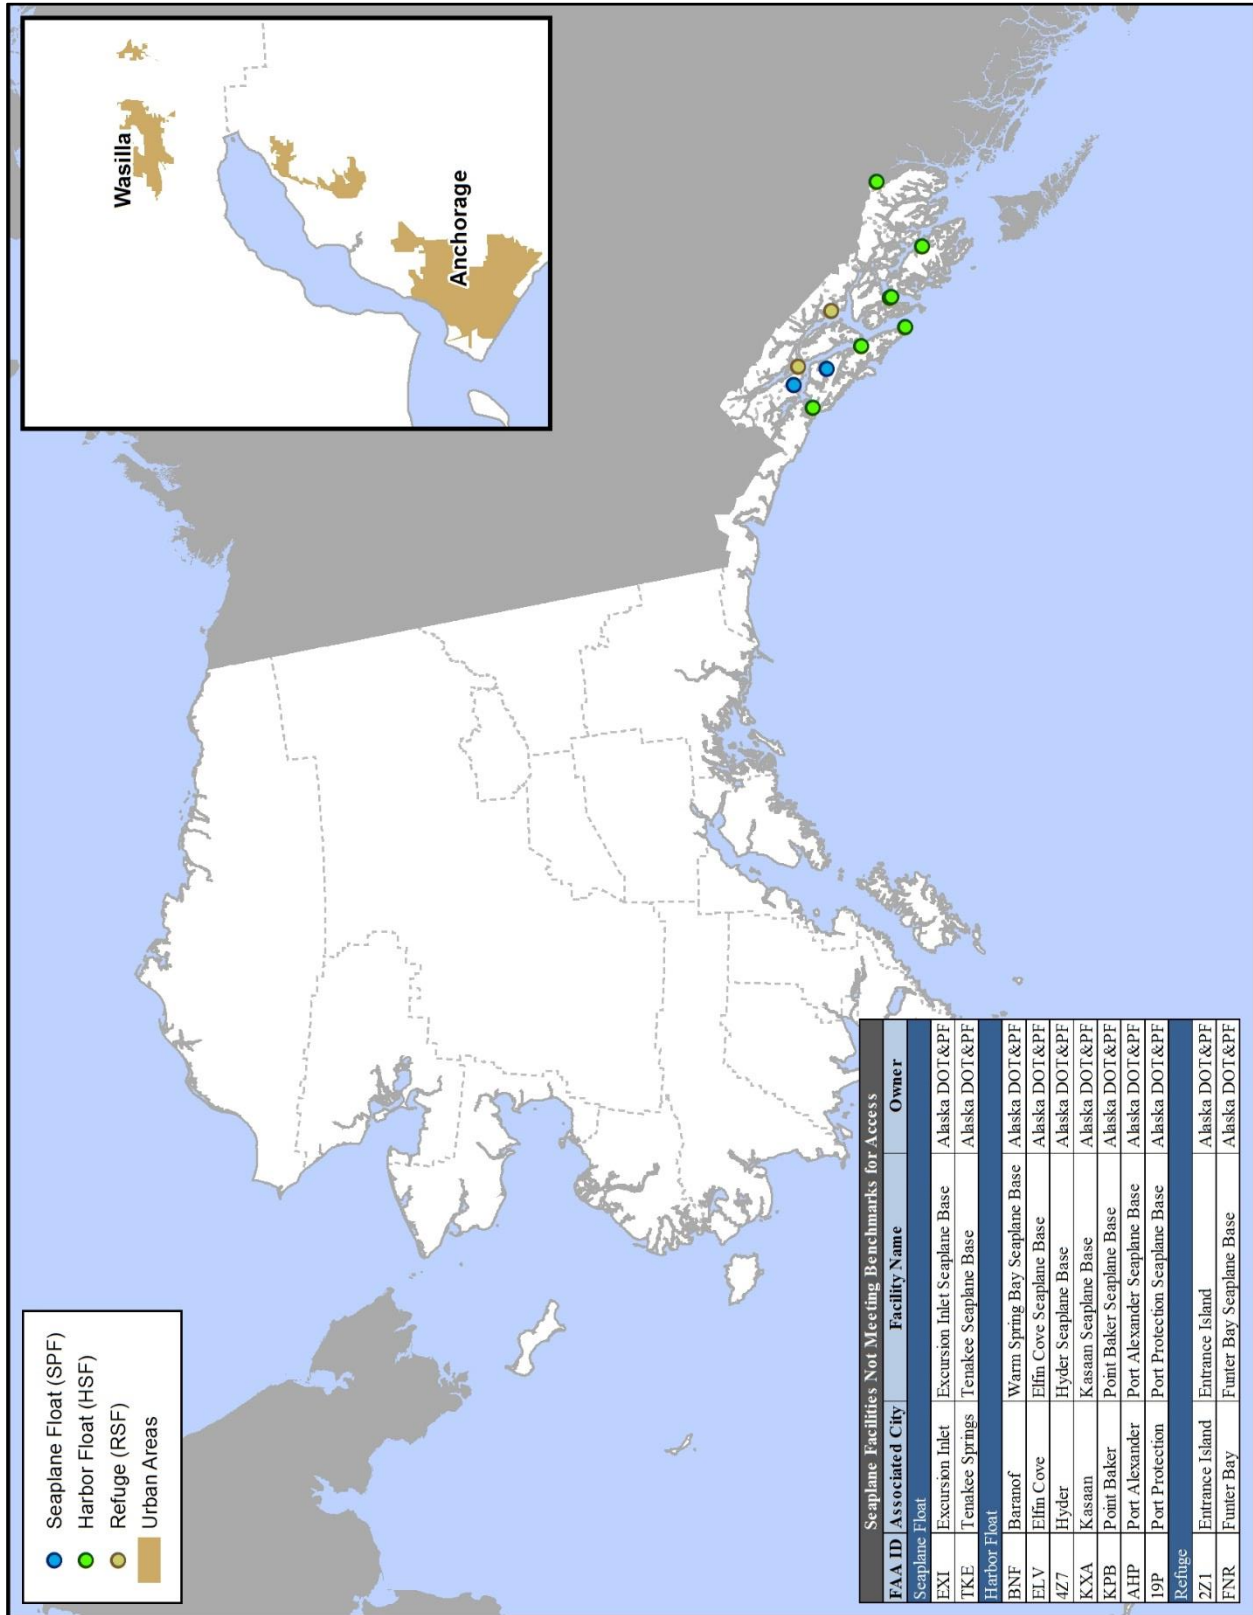 Seaplane Float (SPF)
Harbor Float (HSF)
Refuge (RSF)
Urban Areas
Wasilla
Anchorage
Seaplane Facilities Not Meeting Benchmarks for Access
FAA ID Associated City Facility Name Owner
Seaplane Float
EXI Excursion Inlet Excursion Inlet Seaplane Base Alaska DOT&PF
TKE Tenakee Springs Tenakee Seaplane Base Alaska DOT&PF
Harbor Float
BNF Baranof Warm Spring Bay Seaplane Base Alaska DOT&PF
ELV Elfin Cove Elfin Cove Seaplane Base Alaska DOT&PF
4Z7 Hyder Hyder Seaplane Base Alaska DOT&PF
KXA Kasaan Kasaan Seaplane Base Alaska DOT&PF
KPB Point Baker Point Baker Seaplane Base Alaska DOT&PF
AHP Port Alexander Port Alexander Seaplane Base Alaska DOT&PF
19P Port Protection Port Protection Seaplane Base Alaska DOT&PF
Refuge
2Z1 Entrance Island Entrance Island Alaska DOT&PF
FNR Funter Bay Funter Bay Seaplane Base Alaska DOT&PF